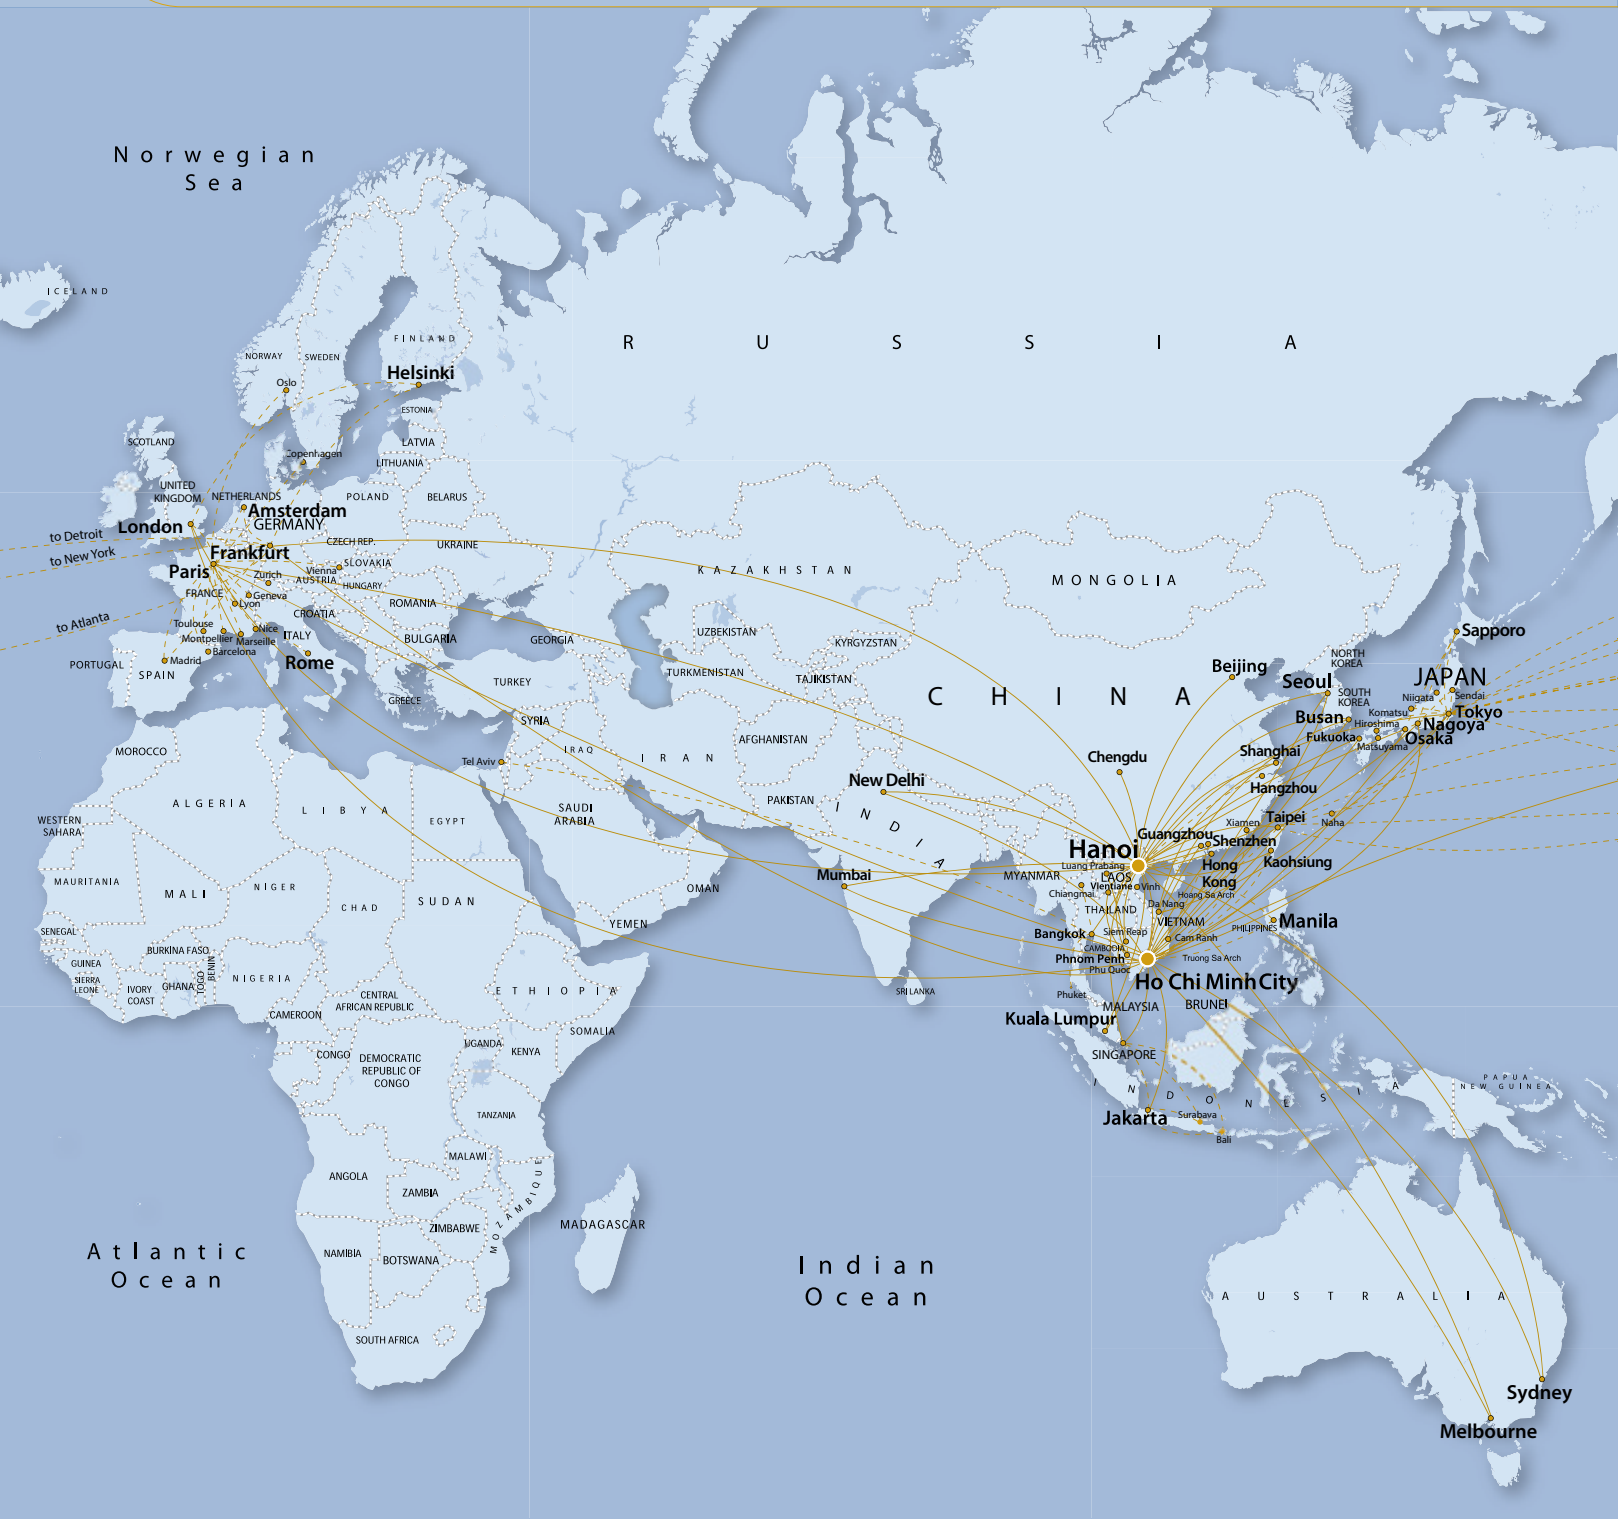 Norwegian
Sea
ICELAND
RUSSIA
FINLAND
NORWAY
SWEDEN
Helsinki
Oslo
ESTONIA
SCOTLAND
LATVIA
Copenhagen
LITHUANIA
UNITED
KINGDOM
NETHERLANDS
POLAND
BELARUS
Amsterdam
London
GERMANY
to Detroit
CZECH REP.
UKRAINE
to New York
Frankfurt
SLOVAKIA
Paris
Vienna
Zurich
AUSTRIA
HUNGARY
KAZAKHSTAN
MONGOLIA
FRANCE
Geneva
Lyon
ROMANIA
CROATIA
to Atlanta
Toulouse
Nice
Montpellier
Marseille
ITALY
BULGARIA
GEORGIA
UZBEKISTAN
KYRGYZSTAN
Sapporo
Barcelona
Madrid
Rome
PORTUGAL
SPAIN
NORTH
KOREA
Beijing
TURKMENISTAN
TAJIKISTAN
JAPAN
TURKEY
Seoul
GREECE
CHINA
SOUTH
KOREA
Niigata
Sendai
Komatsu
Tokyo
SYRIA
Busan
Hiroshima
Nagoya
Fukuoka
Osaka
Matsuyama
MOROCCO
IRAQ
AFGHANISTAN
Shanghai
IRAN
Chengdu
Tel Aviv
New Delhi
Hangzhou
ALGERIA
LIBYA
EGYPT
SAUDI
ARABIA
PAKISTAN
INDIA
WESTERN
SAHARA
Xiamen
Taipei
Naha
Guangzhou
Shenzhen
Hanoi
Kaohsiung
Luang Prabang
Hong
Kong
MYANMAR
LAOS
Mumbai
MAURITANIA
MALI
NIGER
CHAD
SUDAN
OMAN
Chiangmai
Vientiane
Vinh
Hoang Sa Arch
Da Nang
THAILAND
VIETNAM
YEMEN
SENEGAL
Bangkok
Siem Reap
PHILIPPINES
Manila
Cam Ranh
CAMBODIA
BURKINA FASO
GUINEA
Phnom Penh
Truong Sa Arch
Phu Quoc
SIERRA
LEONE
IVORY
COAST
GHANA
TOGO
BENIN
NIGERIA
Ho Chi Minh City
ETHIOPIA
SRI LANKA
Phuket
CENTRAL
AFRICAN REPUBLIC
MALAYSIA
BRUNEI
CAMEROON
Kuala Lumpur
SOMALIA
UGANDA
KENYA
CONGO
DEMOCRATIC
REPUBLIC OF
CONGO
SINGAPORE
INDONESIA
PAPUA
NEW GUINEA
TANZANIA
Jakarta
Surabava
Bali
MALAWI
ANGOLA
ZAMBIA
MOZAMBIQUE
ZIMBABWE
MADAGASCAR
NAMIBIA
BOTSWANA
Atlantic
Ocean
Indian
Ocean
AUSTRALIA
SOUTH AFRICA
Sydney
Melbourne